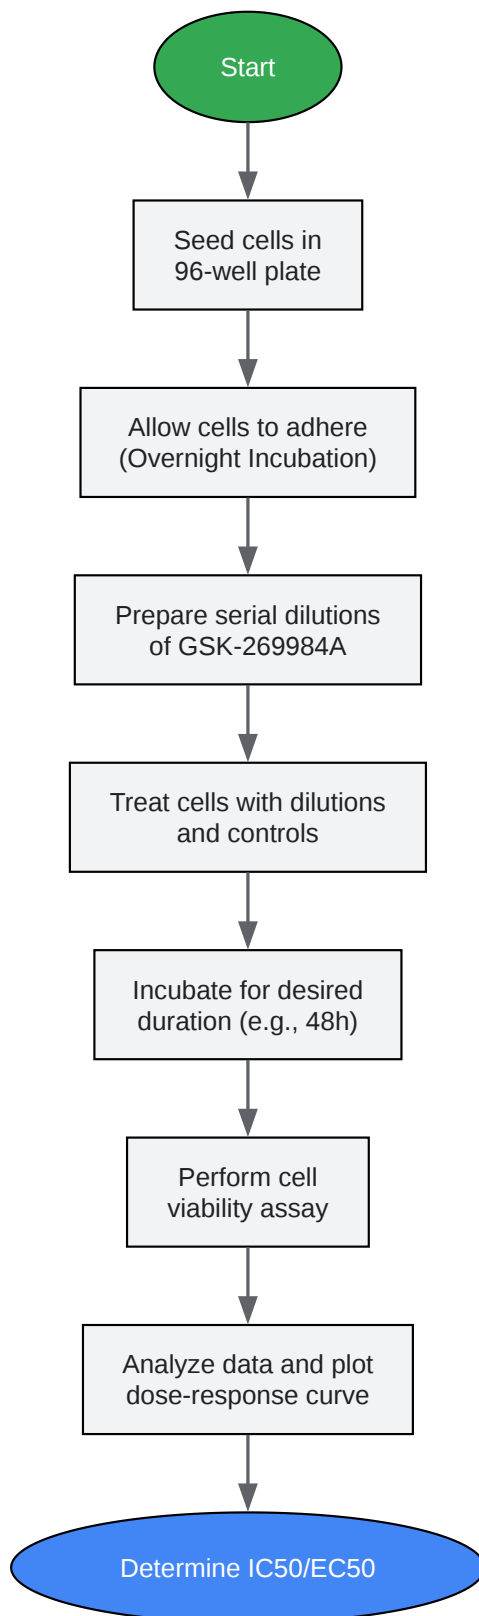 Start
Seed cells in
96-well plate
Allow cells to adhere
(Overnight Incubation)
Prepare serial dilutions
of GSK-269984A
Treat cells with dilutions
and controls
Incubate for desired
duration (e.g., 48h)
Perform cell
viability assay
Analyze data and plot
dose-response curve
Determine IC50/EC50